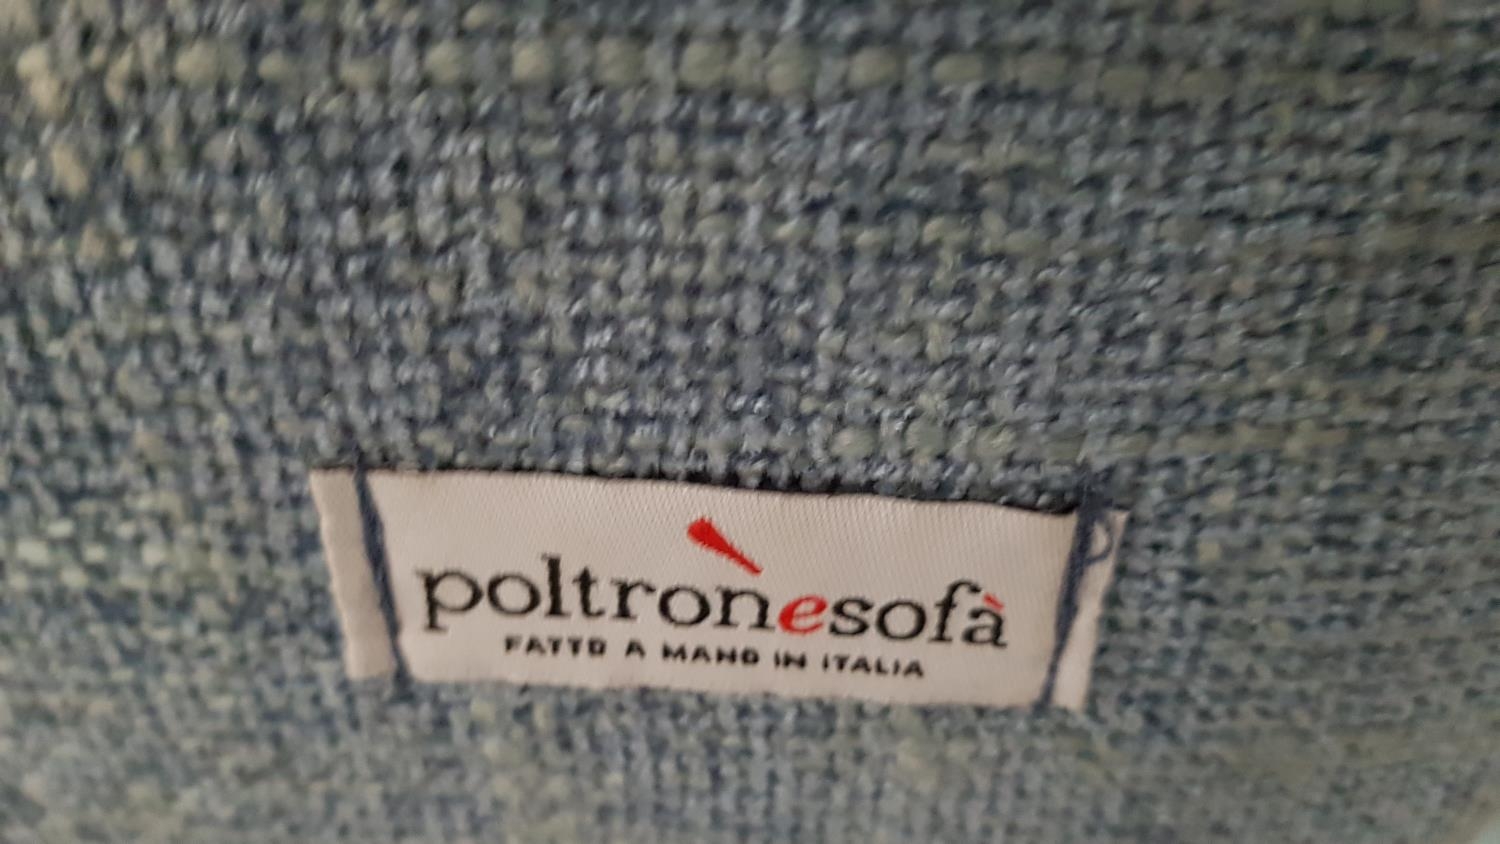 poltronesofà
FATTO A MANO IN ITALIA